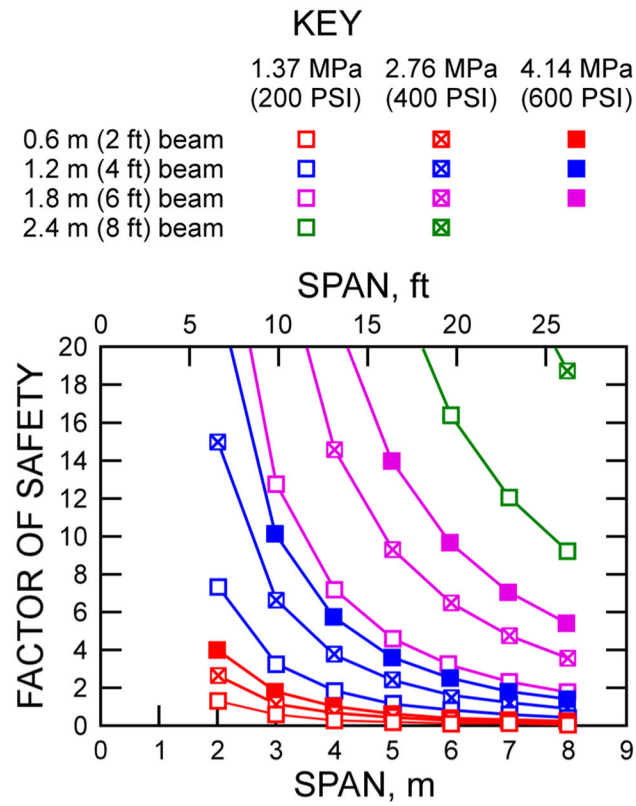 KEY
1.37 MPa 2.76 MPa 4.14 MPa
(200 PSI) (400 PSI) (600 PSI)
0.6 m (2 ft) beam
1.2 m (4 ft) beam
1.8 m (6 ft) beam
2.4 m (8 ft) beam
SPAN, ft
0 5 10 15 20 25
FACTOR OF SAFETY
20
18
16
14
12
10
8
6
4
2
0
0 1 2 3 4 5 6 7 8 9
SPAN, m